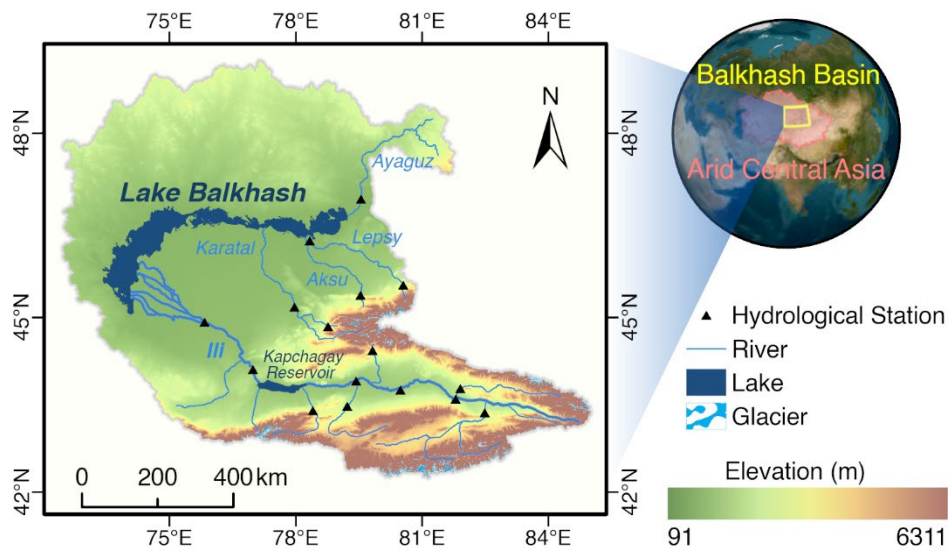 75°E 78°E 81°E 84°E
48°N
45°N
42°N
N
Ayaguz
Lake Balkhash
Karatal
Lepsy
Aksu
Ili
Kapchagay
Reservoir
0 200 400 km
75°E 78°E 81°E 84°E
48°N
45°N
42°N
Balkhash Basin
Arid Central Asia
Hydrological Station
River
Lake
Glacier
Elevation (m)
91 6311